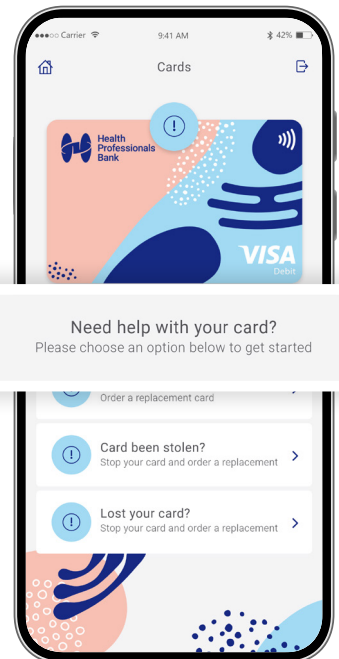 Carrier 9:41 AM 42%
Cards
Health
Professionals
Bank
VISA
Debit
Need help with your card?
Please choose an option below to get started
Order a replacement card
Card been stolen?
Stop your card and order a replacement
Lost your card?
Stop your card and order a replacement